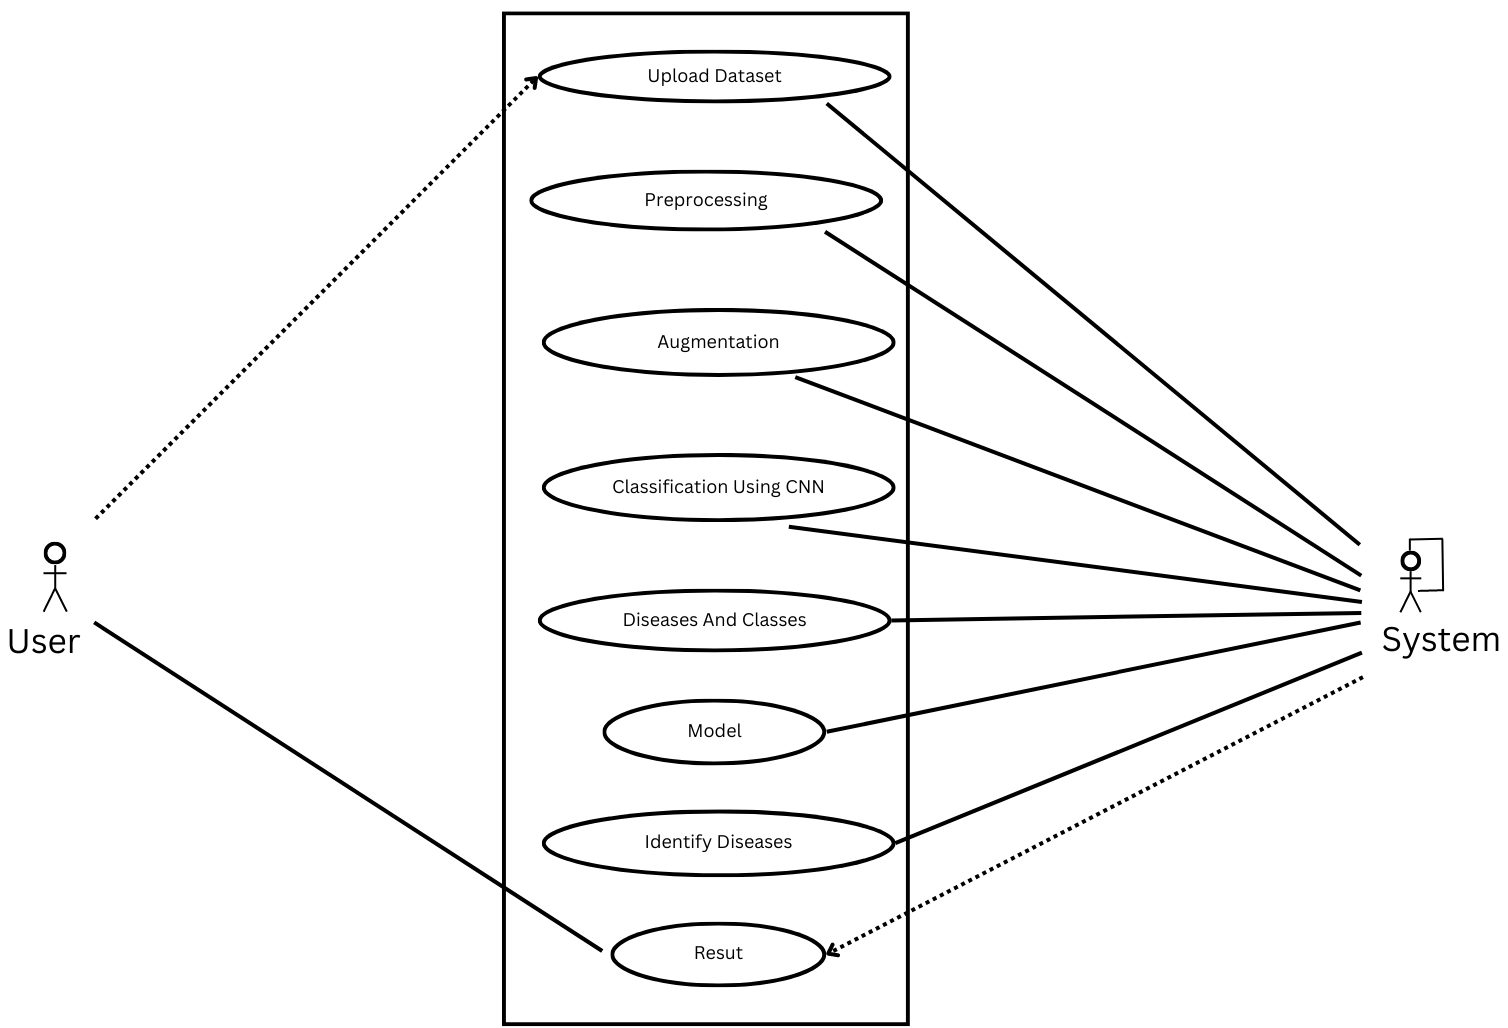 Upload Dataset
Preprocessing
Augmentation
Classification Using CNN
Diseases And Classes
User
System
Model
Identify Diseases
Resut